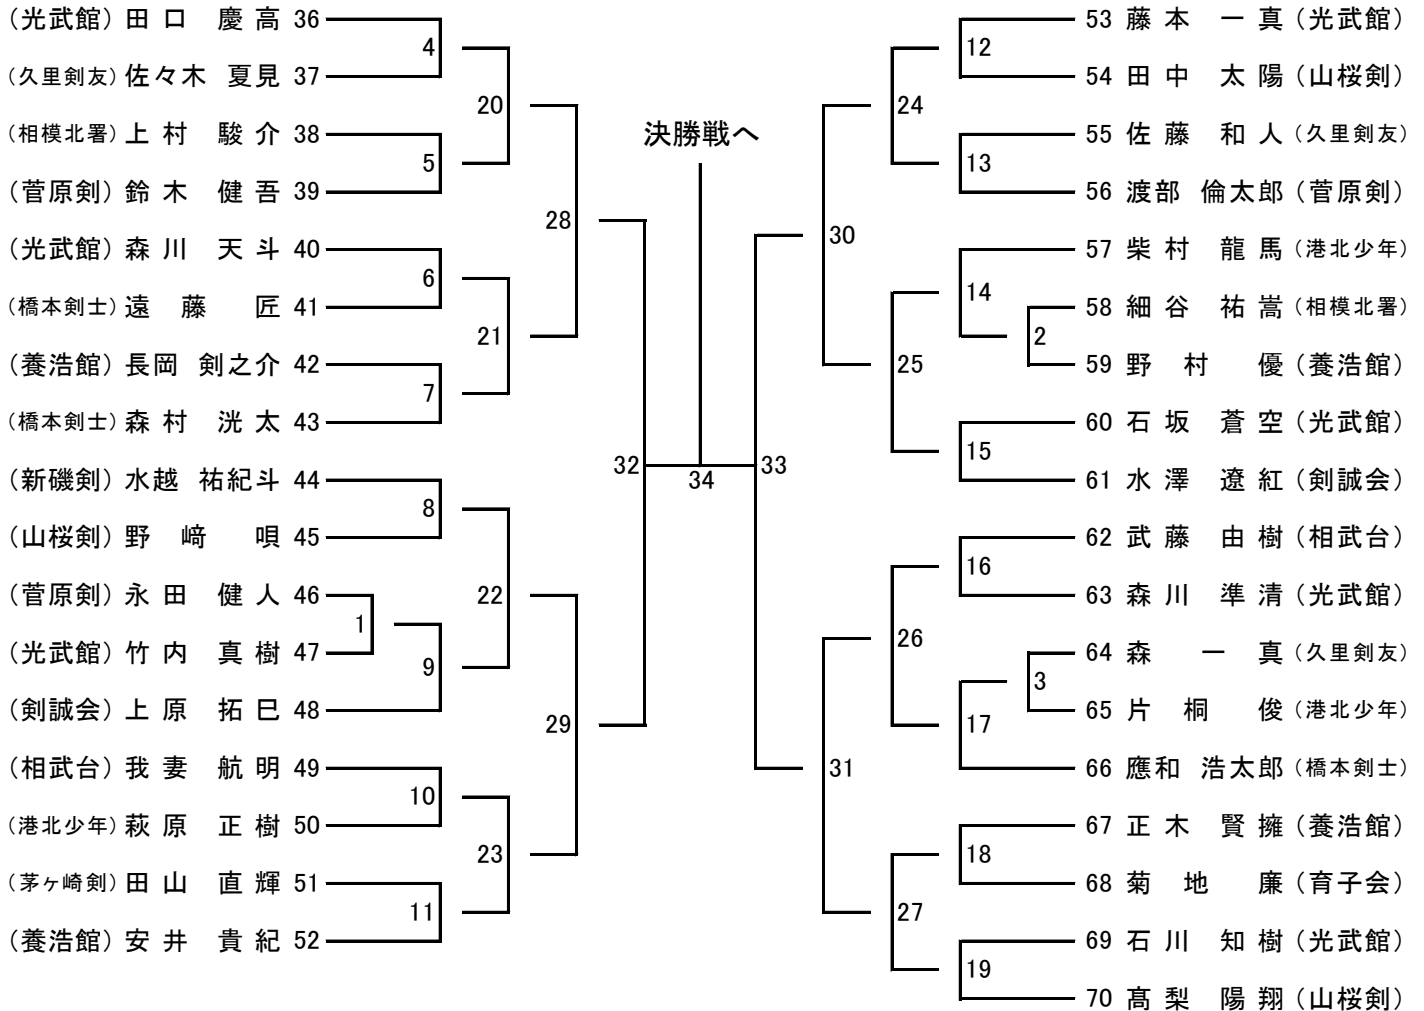 (光武館) 田口 慶高 36
(久里剣友) 佐々木 夏見 37
(相模北署) 上村 駿介 38
(菅原剣) 鈴木 健吾 39
(光武館) 森川 天斗 40
(橋本剣士) 遠藤 匠 41
(養浩館) 長岡 剣之介 42
(橋本剣士) 森村 洸太 43
(新磯剣) 水越 祐紀斗 44
(山桜剣) 野﨑 唄 45
(菅原剣) 永田 健人 46
(光武館) 竹内 真樹 47
(剣誠会) 上原 拓巳 48
(相武台) 我妻 航明 49
(港北少年) 萩原 正樹 50
(茅ヶ崎剣) 田山 直輝 51
(養浩館) 安井 貴紀 52
4
5
6
7
8
1
9
10
11
20
21
22
23
28
29
32
決勝戦へ
34
33
30
31
24
25
26
27
12
13
14
2
15
16
3
17
18
19
53 藤本 一真 (光武館)
54 田中 太陽 (山桜剣)
55 佐藤 和人 (久里剣友)
56 渡部 倫太郎 (菅原剣)
57 柴村 龍馬 (港北少年)
58 細谷 祐嵩 (相模北署)
59 野村 優 (養浩館)
60 石坂 蒼空 (光武館)
61 水澤 遼紅 (剣誠会)
62 武藤 由樹 (相武台)
63 森川 準清 (光武館)
64 森 一真 (久里剣友)
65 片桐 俊 (港北少年)
66 應和 浩太郎 (橋本剣士)
67 正木 賢擁 (養浩館)
68 菊地 廉 (育子会)
69 石川 知樹 (光武館)
70 髙梨 陽翔 (山桜剣)